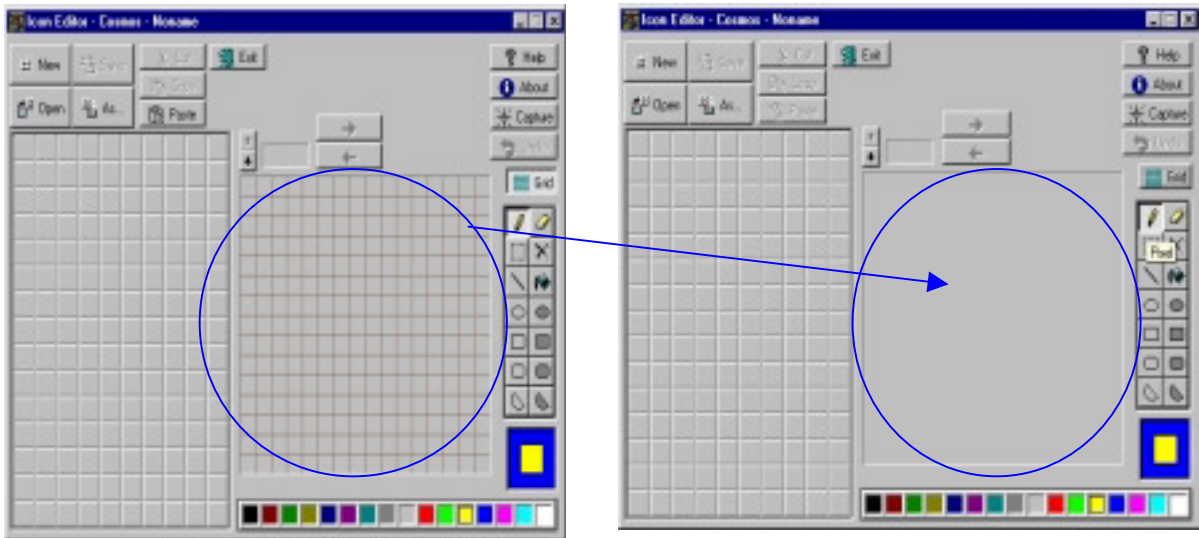 Icon Editor - Cosmos - Noname
New Save Cut Exit Help
Copy About
Open As... Paste Capture
Undo
Grid
Icon Editor - Cosmos - Noname
New Save Cut Exit Help
Copy About
Open As... Paste Capture
Undo
Grid
Pixel